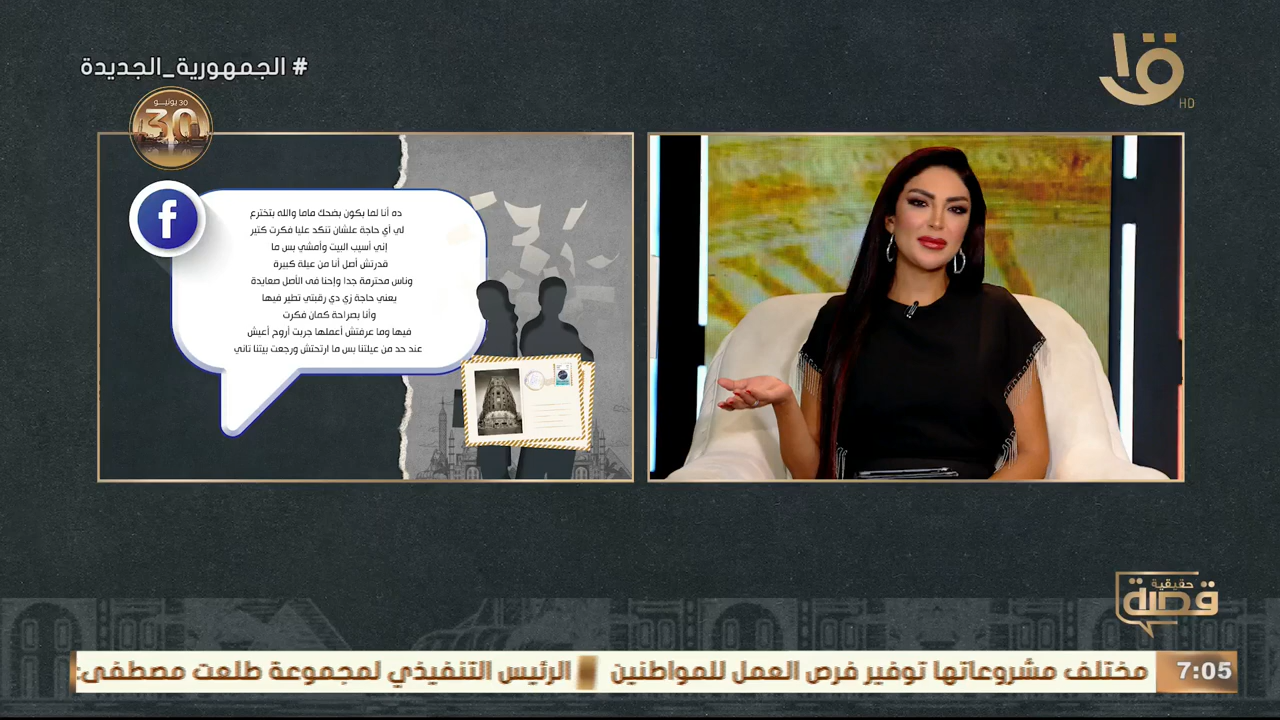 # الجمهورية_الجديدة
HD
30 يونيو
30
f
ده أنا لما يكون بضحك ماما والله بتخترع
لي أي حاجة علشان تنكد عليا فكرت كتير
إني أسيب البيت وأمشي بس ما
قدرتش أصل أنا من عيلة كبيرة
وناس محترمة جدا وإحنا في الأصل صعايدة
يعني حاجة زي دي رقبتي تطير فيها
وأنا بصراحة كمان فكرت
فيها وما عرفتش أعملها جربت أروح أعيش
عند حد من عيلتنا بس ما ارتحتش ورجعت بيتنا تاني
قصة حقيقية
7:05
مختلف مشروعاتها توفير فرص العمل للمواطنين
الرئيس التنفيذي لمجموعة طلعت مصطفى: